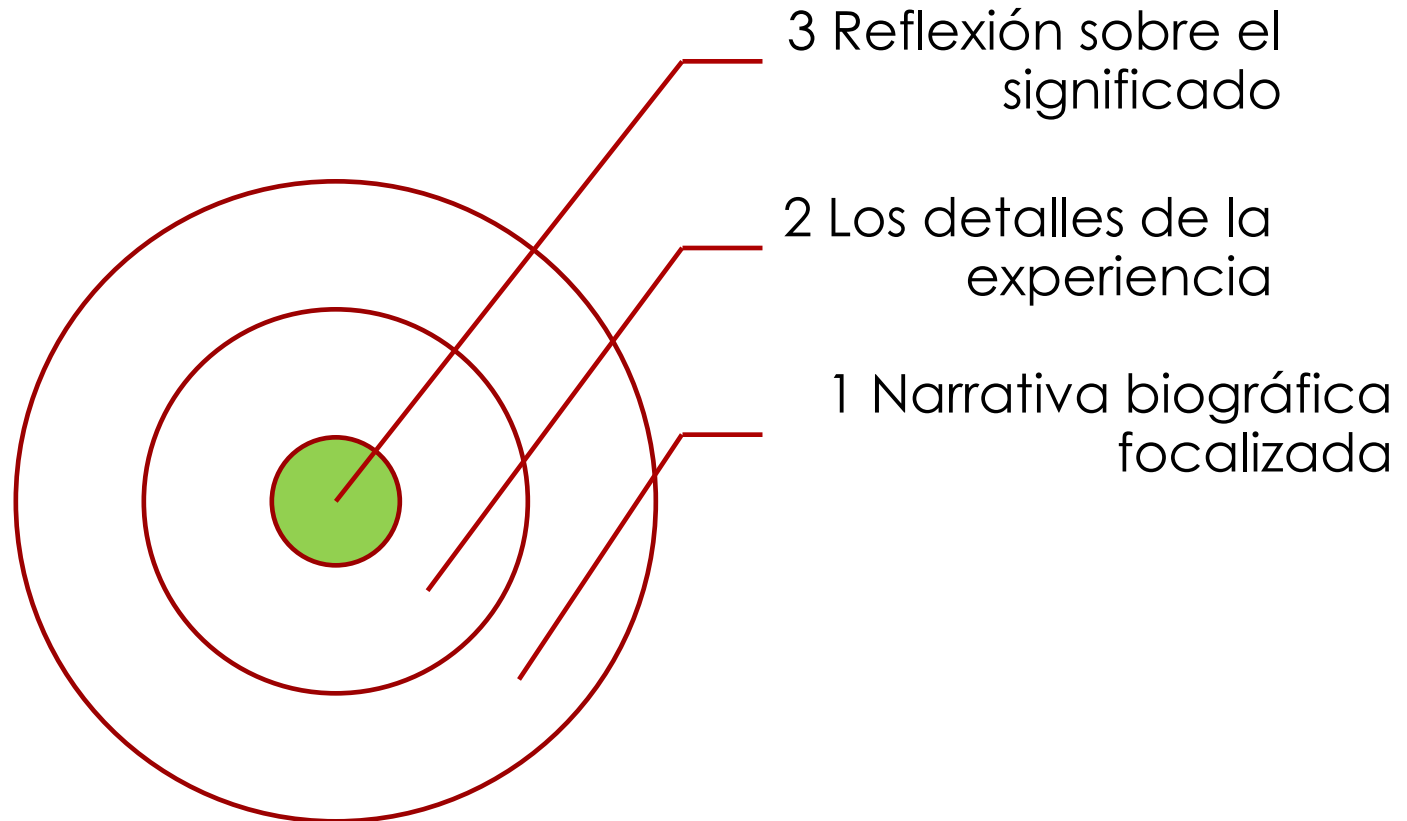 3 Reflexión sobre el
significado
2 Los detalles de la
experiencia
1 Narrativa biográfica
focalizada